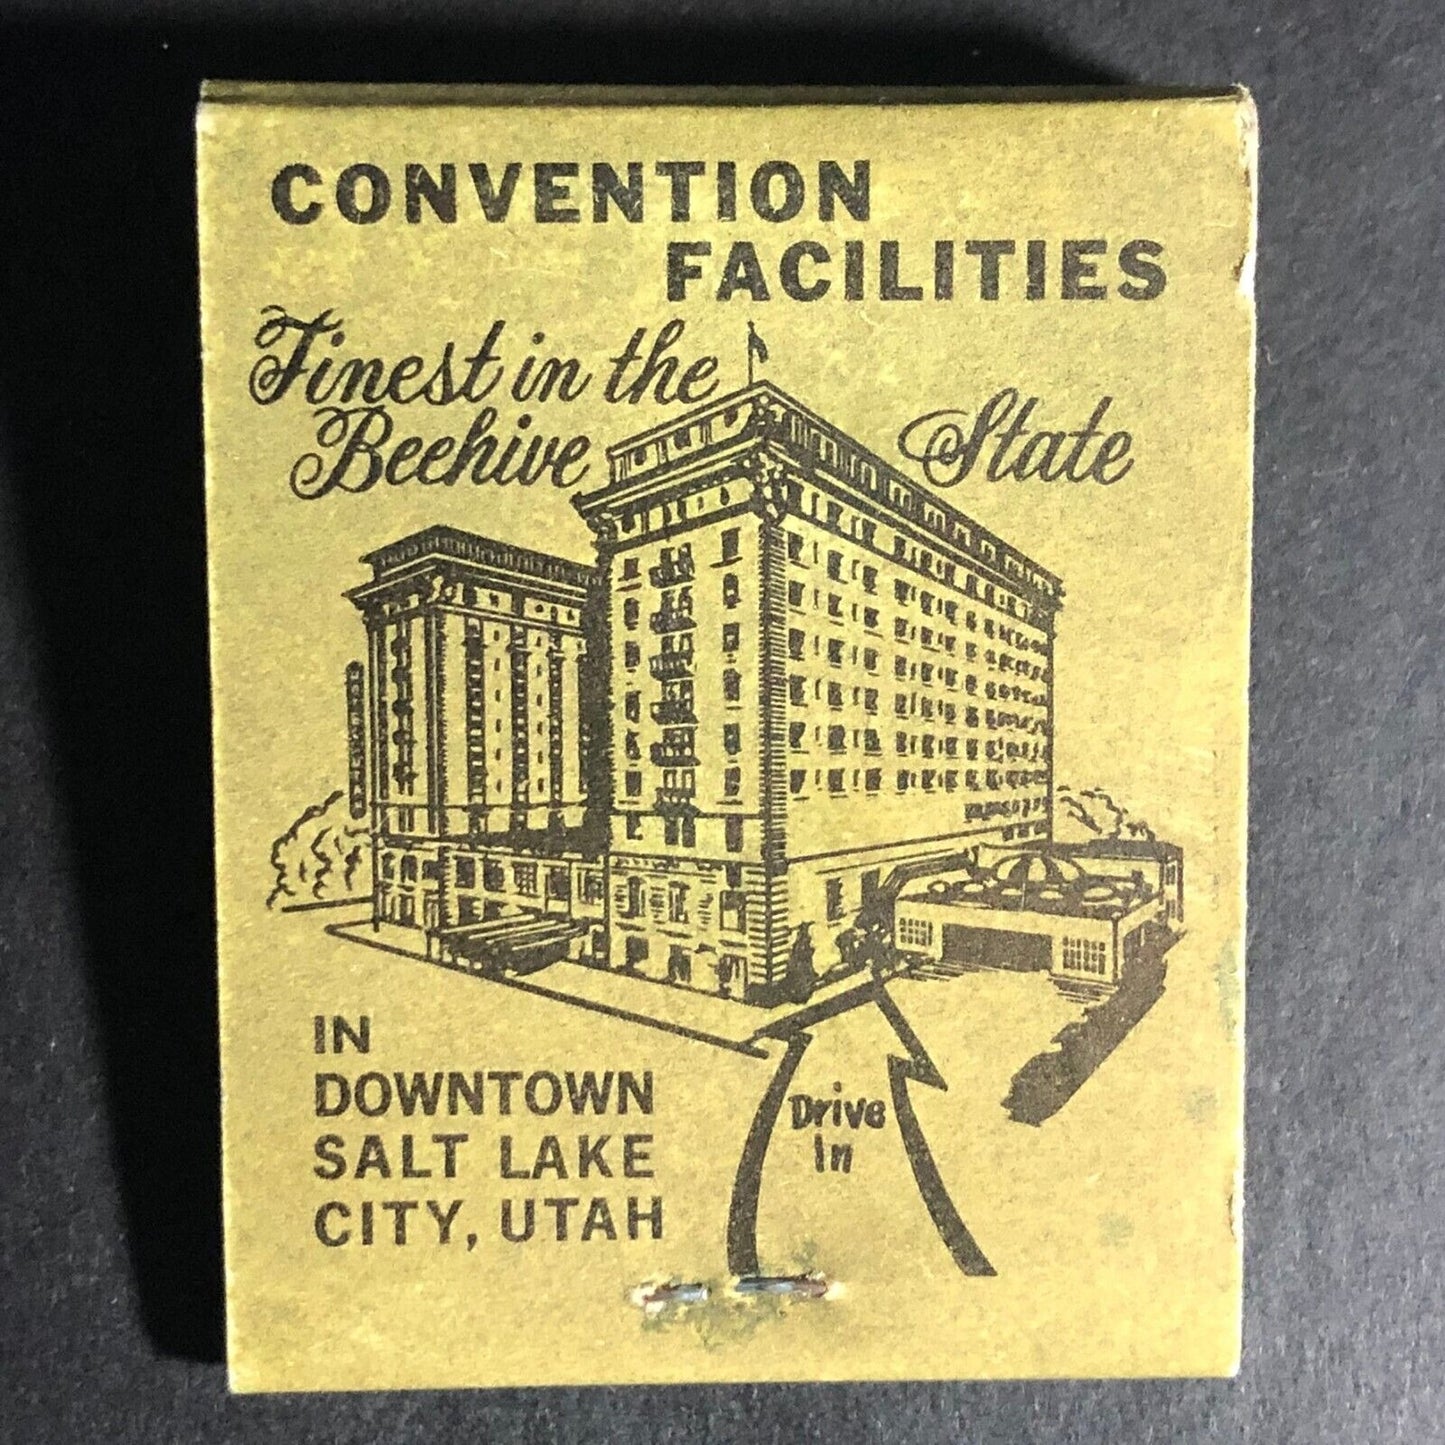 CONVENTION
FACILITIES
Finest in the
Beehive State
IN
DOWNTOWN
SALT LAKE
CITY, UTAH
Drive
in